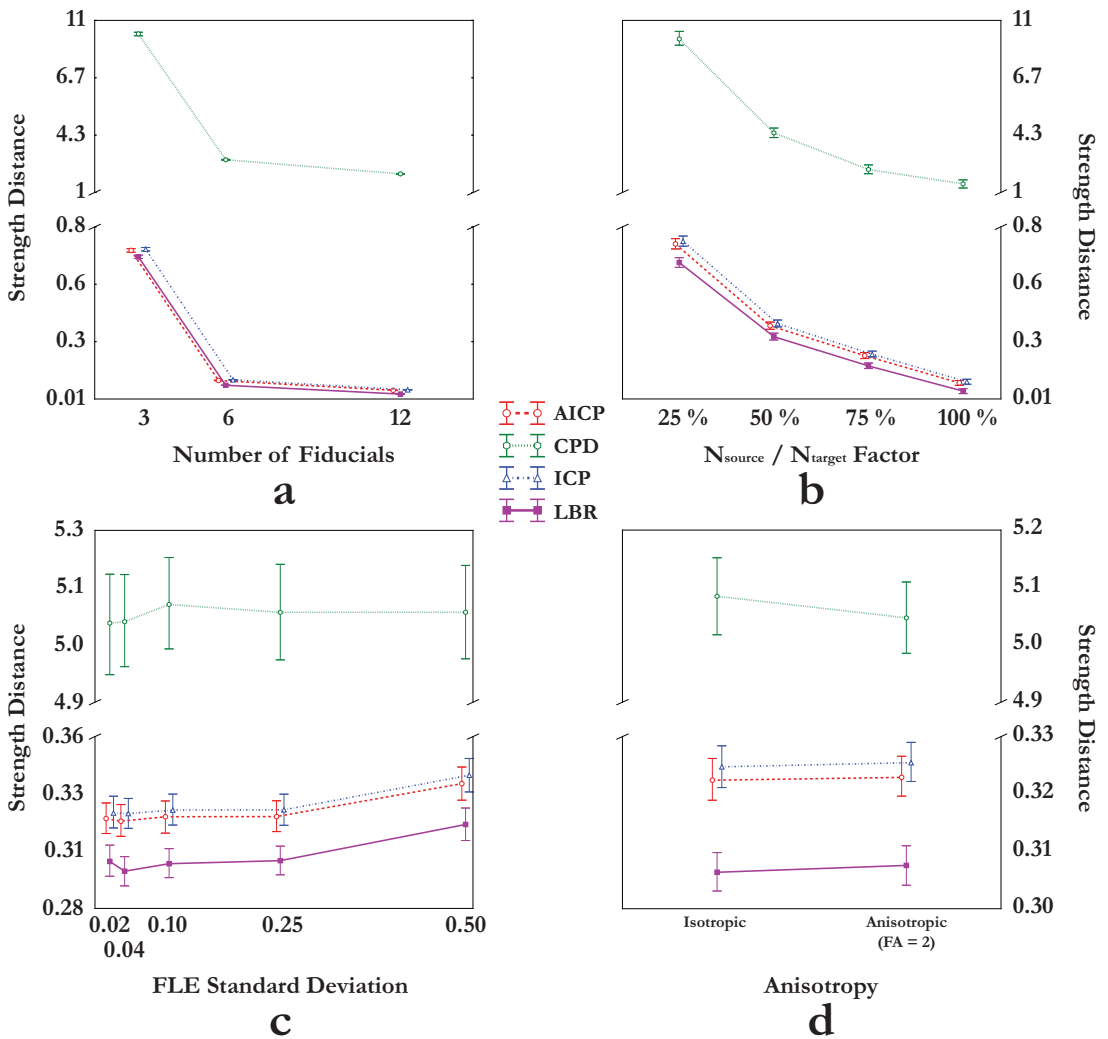 11
6.7
4.3
1
0.8
0.6
0.3
0.01
Strength Distance
3 6 12
Number of Fiducials
a
11
6.7
4.3
1
0.8
0.6
0.3
0.01
Strength Distance
25 % 50 % 75 % 100 %
Nsource / Ntarget Factor
b
AICP
CPD
ICP
LBR
5.3
5.1
5.0
4.9
0.36
0.33
0.31
0.28
Strength Distance
0.02 0.10 0.25 0.50
0.04
FLE Standard Deviation
c
5.2
5.1
5.0
4.9
0.33
0.32
0.31
0.30
Strength Distance
Isotropic Anisotropic
(FA = 2)
Anisotropy
d